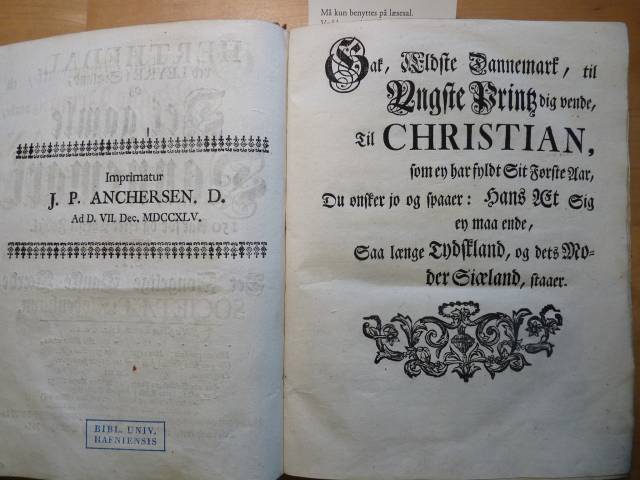 Må kun benyttes på læsesal.
Imprimatur
J. P. ANCHERSEN. D.
Ad D. VII. Dec. MDCCXLV.
BIBL. UNIV.
HAFNIENSIS
Gak, Ældste Dannemark, til
Yngste Printz dig vende,
Til CHRISTIAN,
som ey har fyldt Sit Første Aar,
Du ønsker jo og spaaer: Hans Æt Sig
ey maa ende,
Saa længe Tydskland, og dets Mo-
der Siæland, staaer.